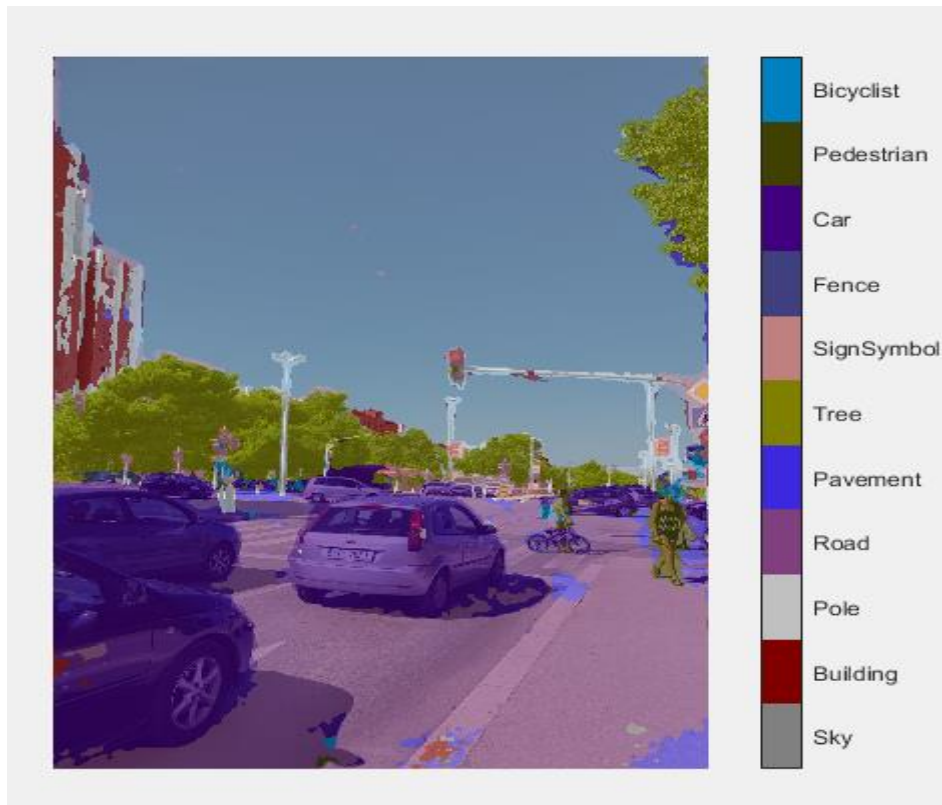 Bicyclist
Pedestrian
Car
Fence
SignSymbol
Tree
Pavement
Road
Pole
Building
Sky